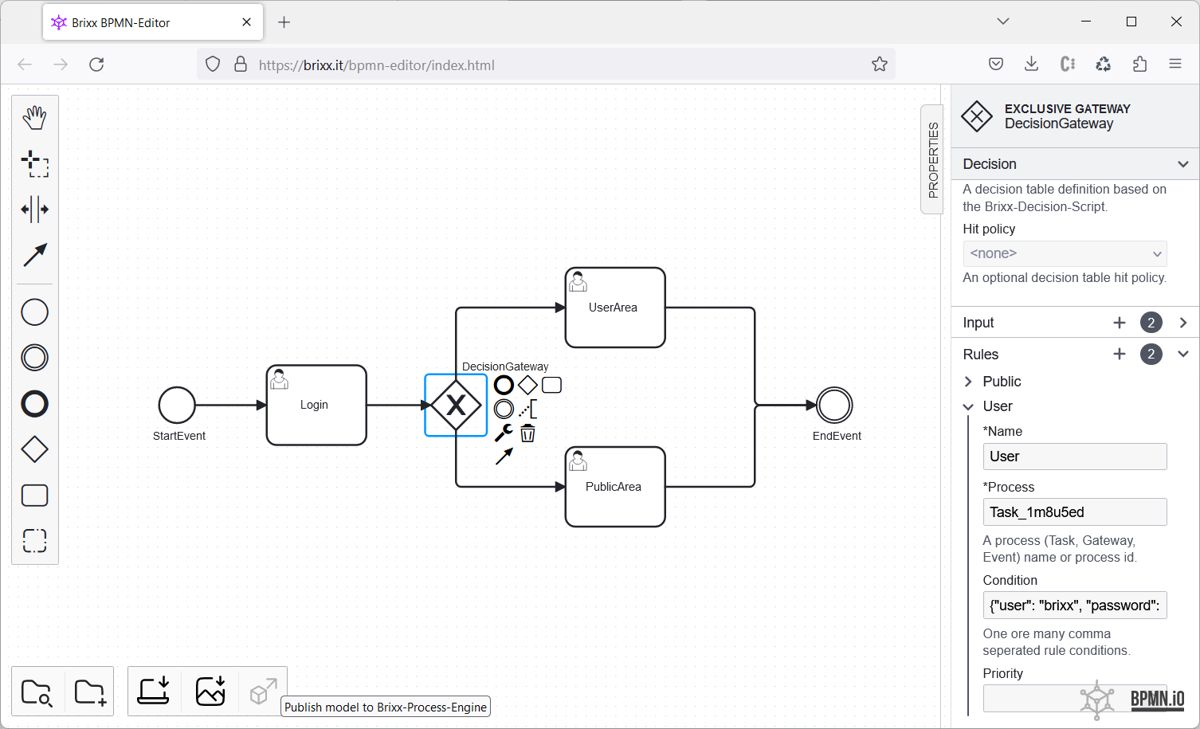 Brixx BPMN-Editor
https://brixx.it/bpmn-editor/index.html
PROPERTIES
EXCLUSIVE GATEWAY
DecisionGateway
Decision
A decision table definition based on
the Brixx-Decision-Script.
Hit policy
<none>
An optional decision table hit policy.
Input
2
Rules
2
Public
User
*Name
User
*Process
Task_1m8u5ed
A process (Task, Gateway,
Event) name or process id.
Condition
{"user": "brixx", "password":
One ore many comma
seperated rule conditions.
Priority
BPMN.iO
StartEvent
Login
DecisionGateway
X
UserArea
PublicArea
EndEvent
Publish model to Brixx-Process-Engine